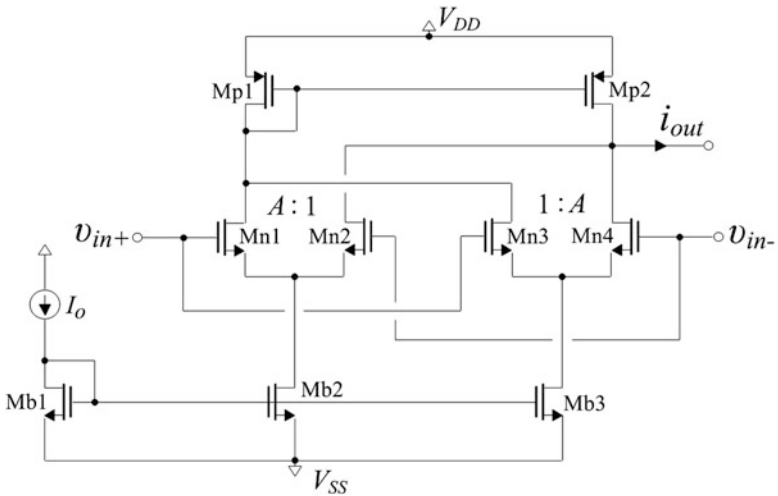 V_DD
Mp1
Mp2
i_out
A : 1
1 : A
v_in+
Mn1
Mn2
Mn3
Mn4
v_in-
I_o
Mb1
Mb2
Mb3
V_SS